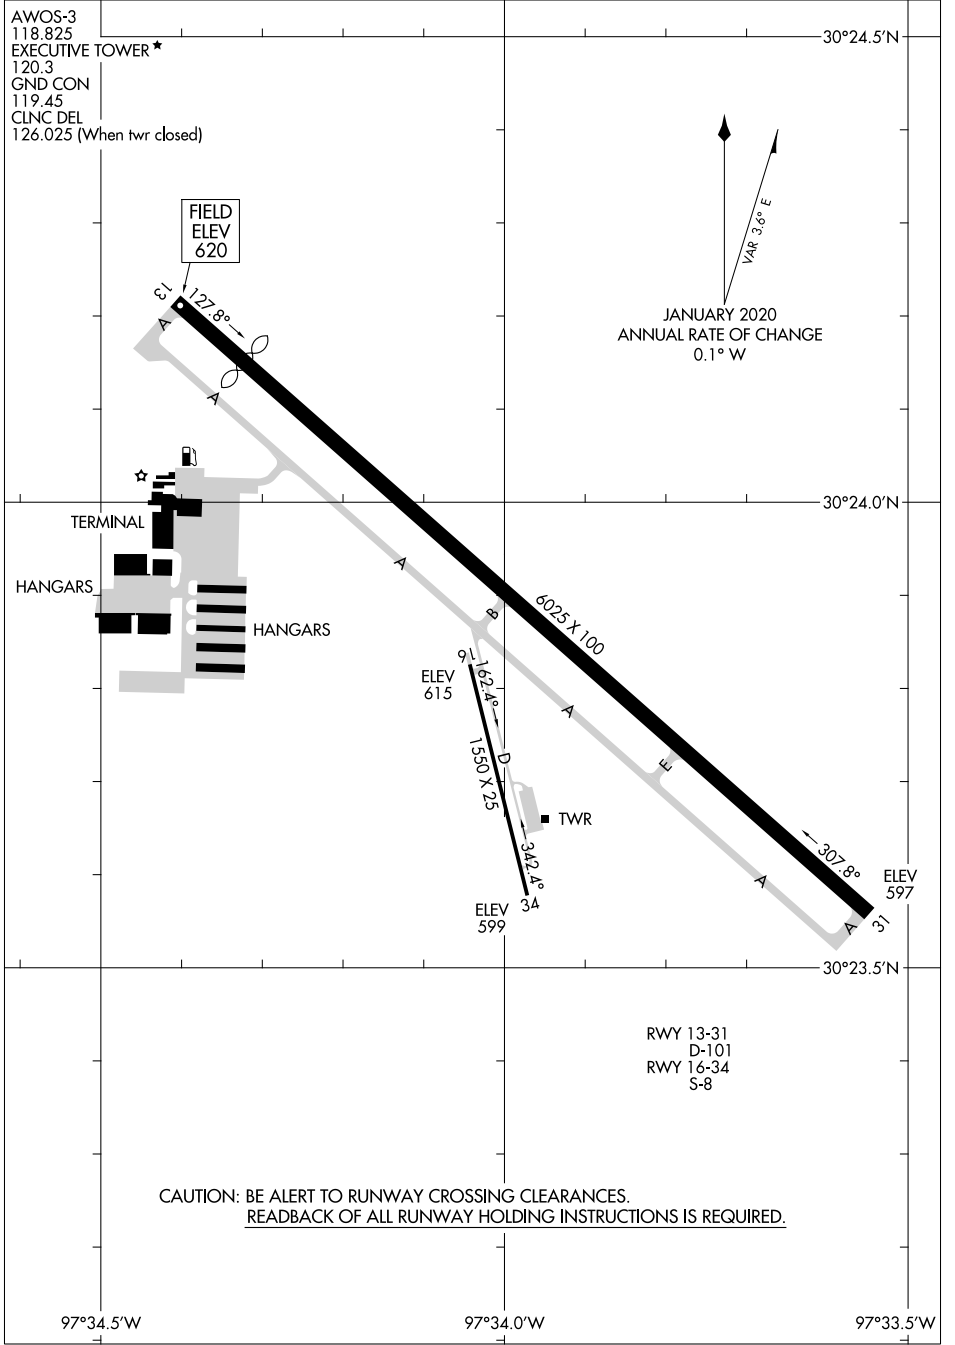 AWOS-3
118.825
EXECUTIVE TOWER★
120.3
GND CON
119.45
CLNC DEL
126.025 (When twr closed)
30°24.5'N
VAR 3.6° E
JANUARY 2020
ANNUAL RATE OF CHANGE
0.1° W
FIELD
ELEV
620
13
127.8°
A
A
30°24.0'N
TERMINAL
HANGARS
HANGARS
A
B
6025 X 100
9
162.4°
ELEV
615
A
D
1550 X 25
E
TWR
342.4°
34
ELEV
599
A
307.8°
ELEV
597
A
31
30°23.5'N
RWY 13-31
D-101
RWY 16-34
S-8
CAUTION: BE ALERT TO RUNWAY CROSSING CLEARANCES.
READBACK OF ALL RUNWAY HOLDING INSTRUCTIONS IS REQUIRED.
97°34.5'W
97°34.0'W
97°33.5'W